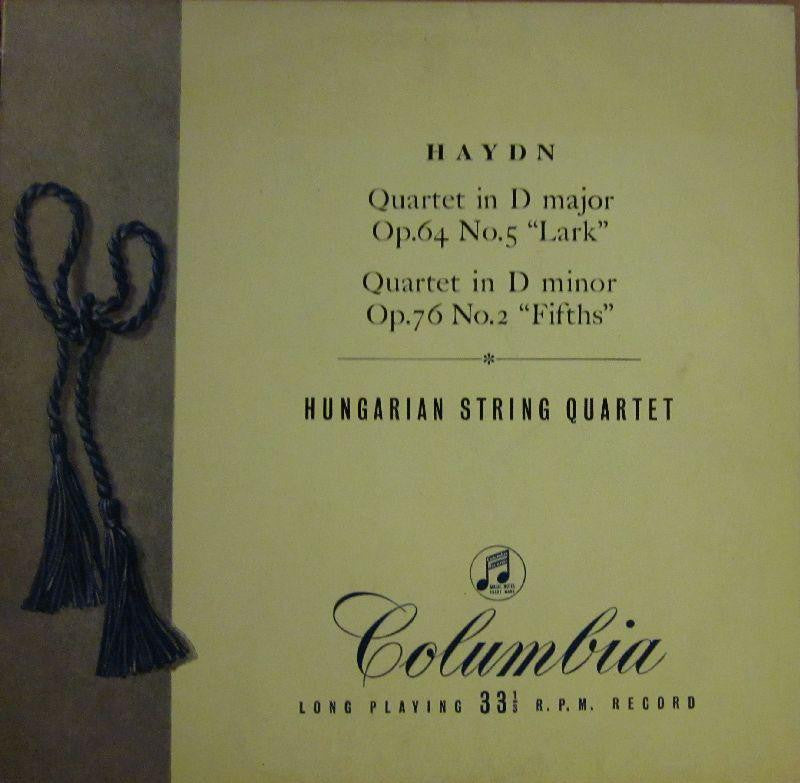 HAYDN
Quartet in D major
Op.64 No.5 “Lark”
Quartet in D minor
Op.76 No.2 “Fifths”
HUNGARIAN STRING QUARTET
Columbia
LONG PLAYING 33⅓ R.P.M. RECORD